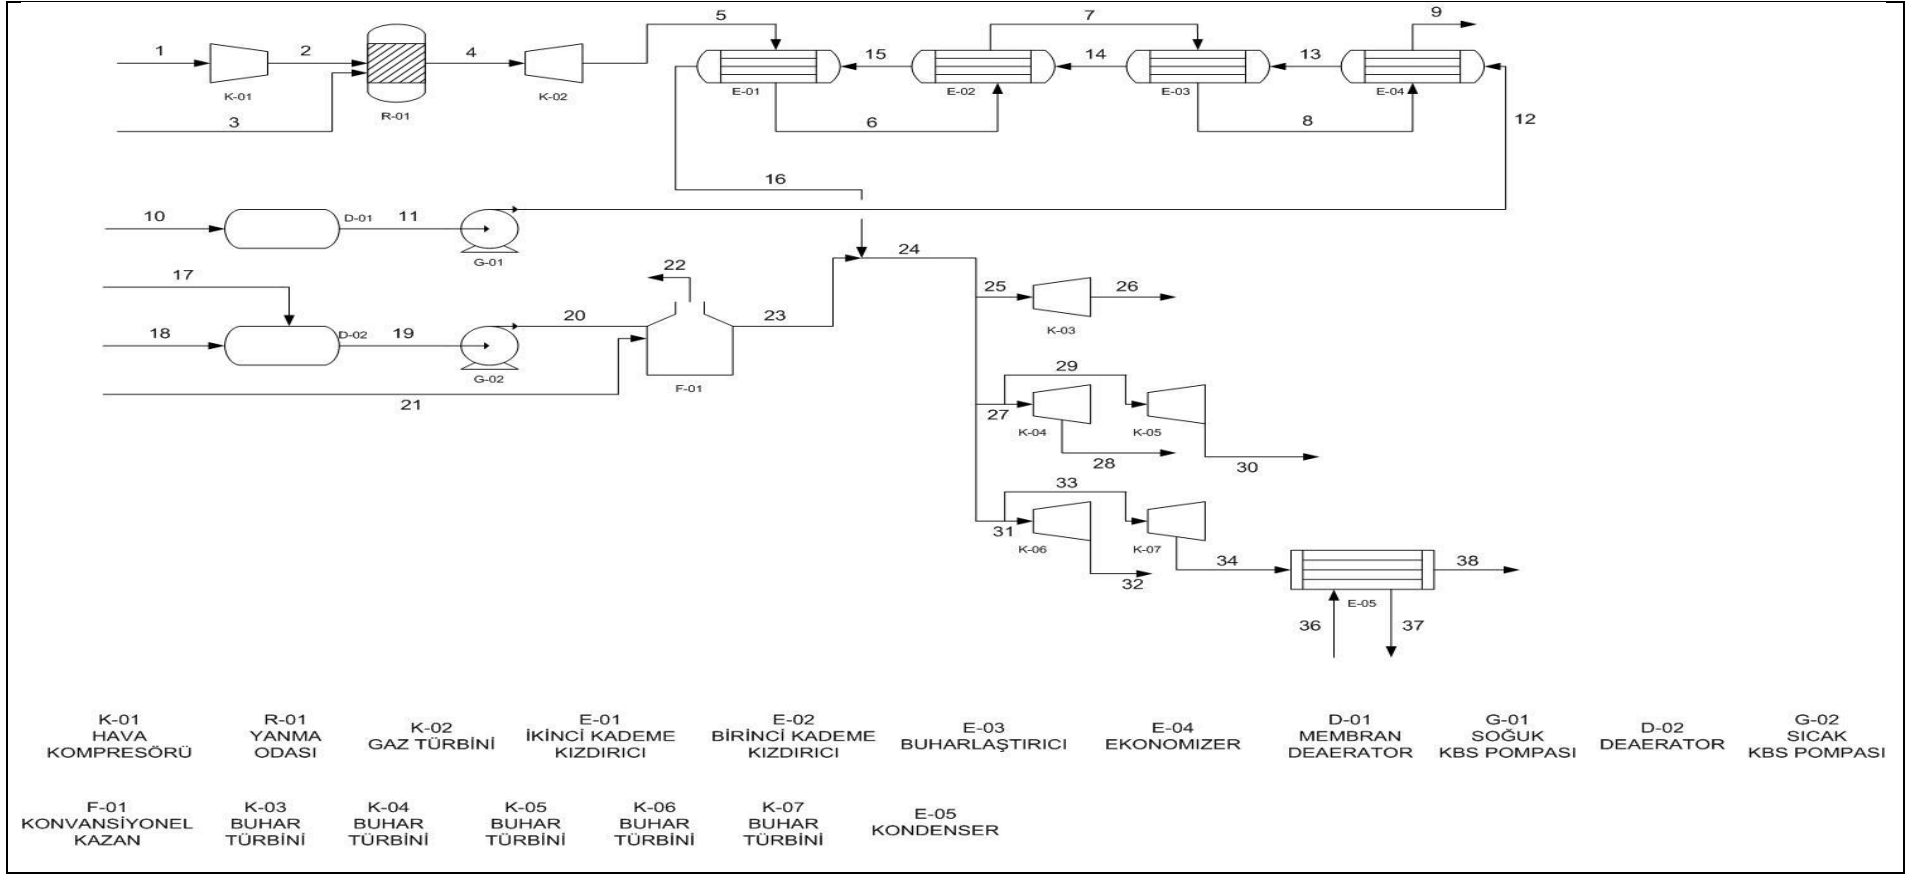 5
7
9
1
2
4
15
14
13
K-01
K-02
E-01
E-02
E-03
E-04
R-01
3
6
8
12
16
10
D-01
11
G-01
24
17
22
25
26
20
23
K-03
18
D-02
19
G-02
F-01
21
29
27
K-04
K-05
28
30
33
31
K-06
K-07
34
38
32
E-05
36
37
K-01
HAVA
KOMPRESÖRÜ
R-01
YANMA
ODASI
K-02
GAZ TÜRBİNİ
E-01
İKİNCİ KADEME
KIZDIRICI
E-02
BİRİNCİ KADEME
KIZDIRICI
E-03
BUHARLAŞTIRICI
E-04
EKONOMIZER
D-01
MEMBRAN
DEAERATOR
G-01
SOĞUK
KBS POMPASI
D-02
DEAERATOR
G-02
SICAK
KBS POMPASI
F-01
KONVANSİYONEL
KAZAN
K-03
BUHAR
TÜRBİNİ
K-04
BUHAR
TÜRBİNİ
K-05
BUHAR
TÜRBİNİ
K-06
BUHAR
TÜRBİNİ
K-07
BUHAR
TÜRBİNİ
E-05
KONDENSER